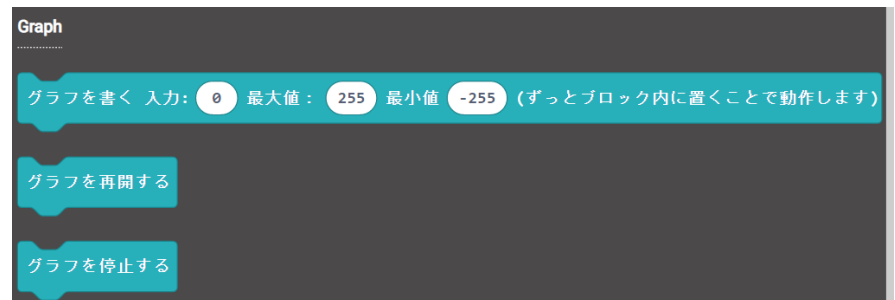 Graph
グラフを書く 入力: 0 最大値： 255 最小値 -255 (ずっとブロック内に置くことで動作します)
グラフを再開する
グラフを停止する